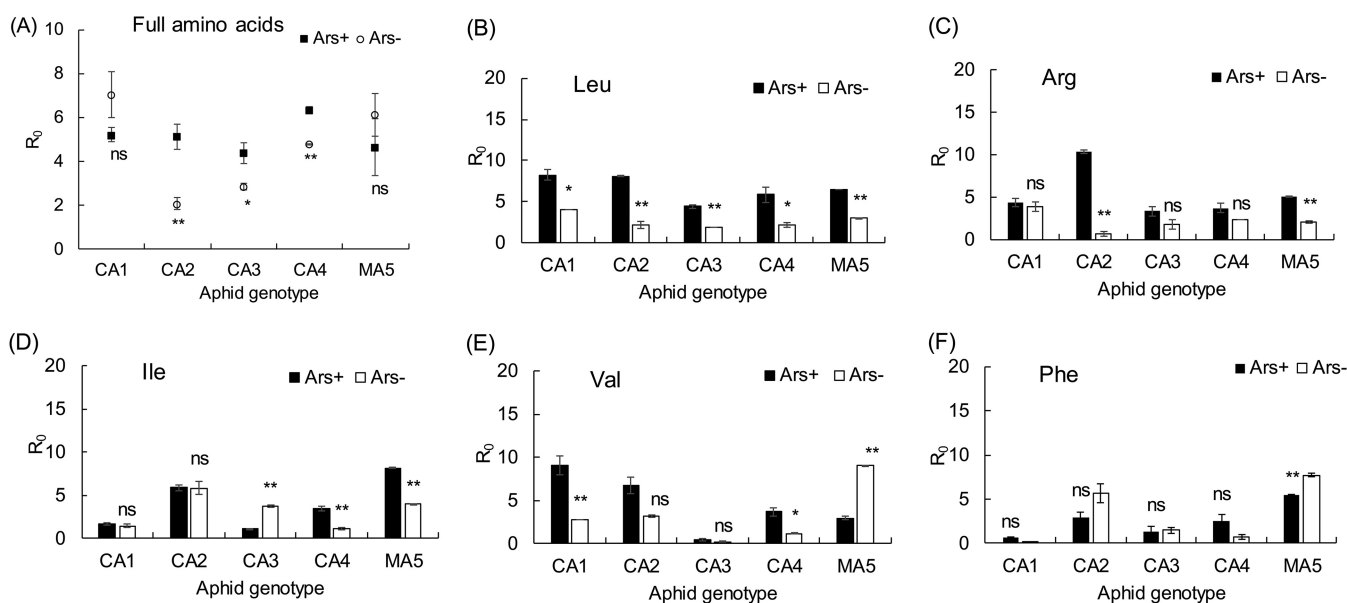 (A) Full amino acids
■ Ars+ ○ Ars-
10
8
6
4
2
0
R₀
ns
**
*
**
ns
CA1 CA2 CA3 CA4 MA5
Aphid genotype
(B)
Leu
■ Ars+ □ Ars-
20
15
10
5
0
R₀
* ** ** * **
CA1 CA2 CA3 CA4 MA5
Aphid genotype
(C)
Arg
■ Ars+ □ Ars-
20
15
10
5
0
R₀
ns ** ns ns **
CA1 CA2 CA3 CA4 MA5
Aphid genotype
(D)
Ile
■ Ars+ □ Ars-
20
15
10
5
0
R₀
ns ns ** ** **
CA1 CA2 CA3 CA4 MA5
Aphid genotype
(E)
Val
■ Ars+ □ Ars-
20
15
10
5
0
R₀
** ns ns * **
CA1 CA2 CA3 CA4 MA5
Aphid genotype
(F)
Phe
■ Ars+ □ Ars-
20
15
10
5
0
R₀
ns ns ns ns **
CA1 CA2 CA3 CA4 MA5
Aphid genotype